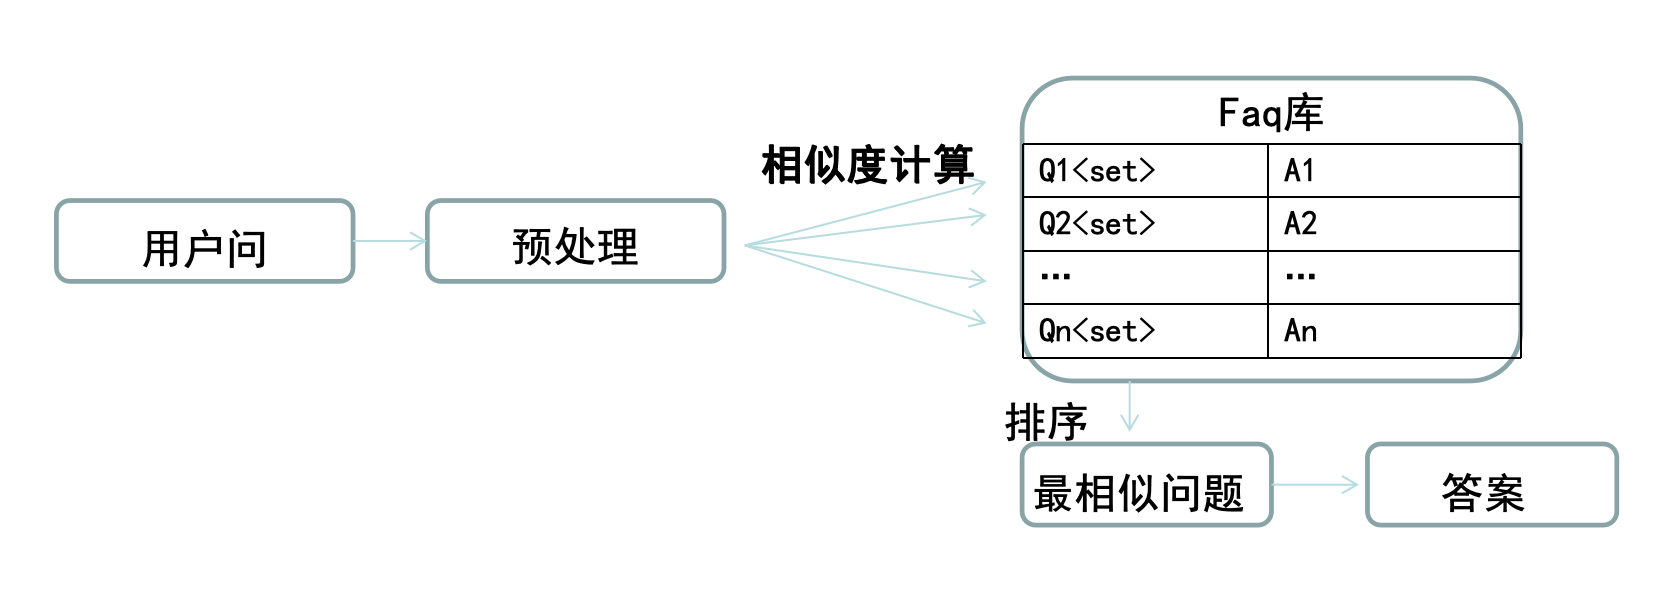 用户问
预处理
相似度计算
Faq库
Q1<set> A1
Q2<set> A2
… …
Qn<set> An
排序
最相似问题
答案